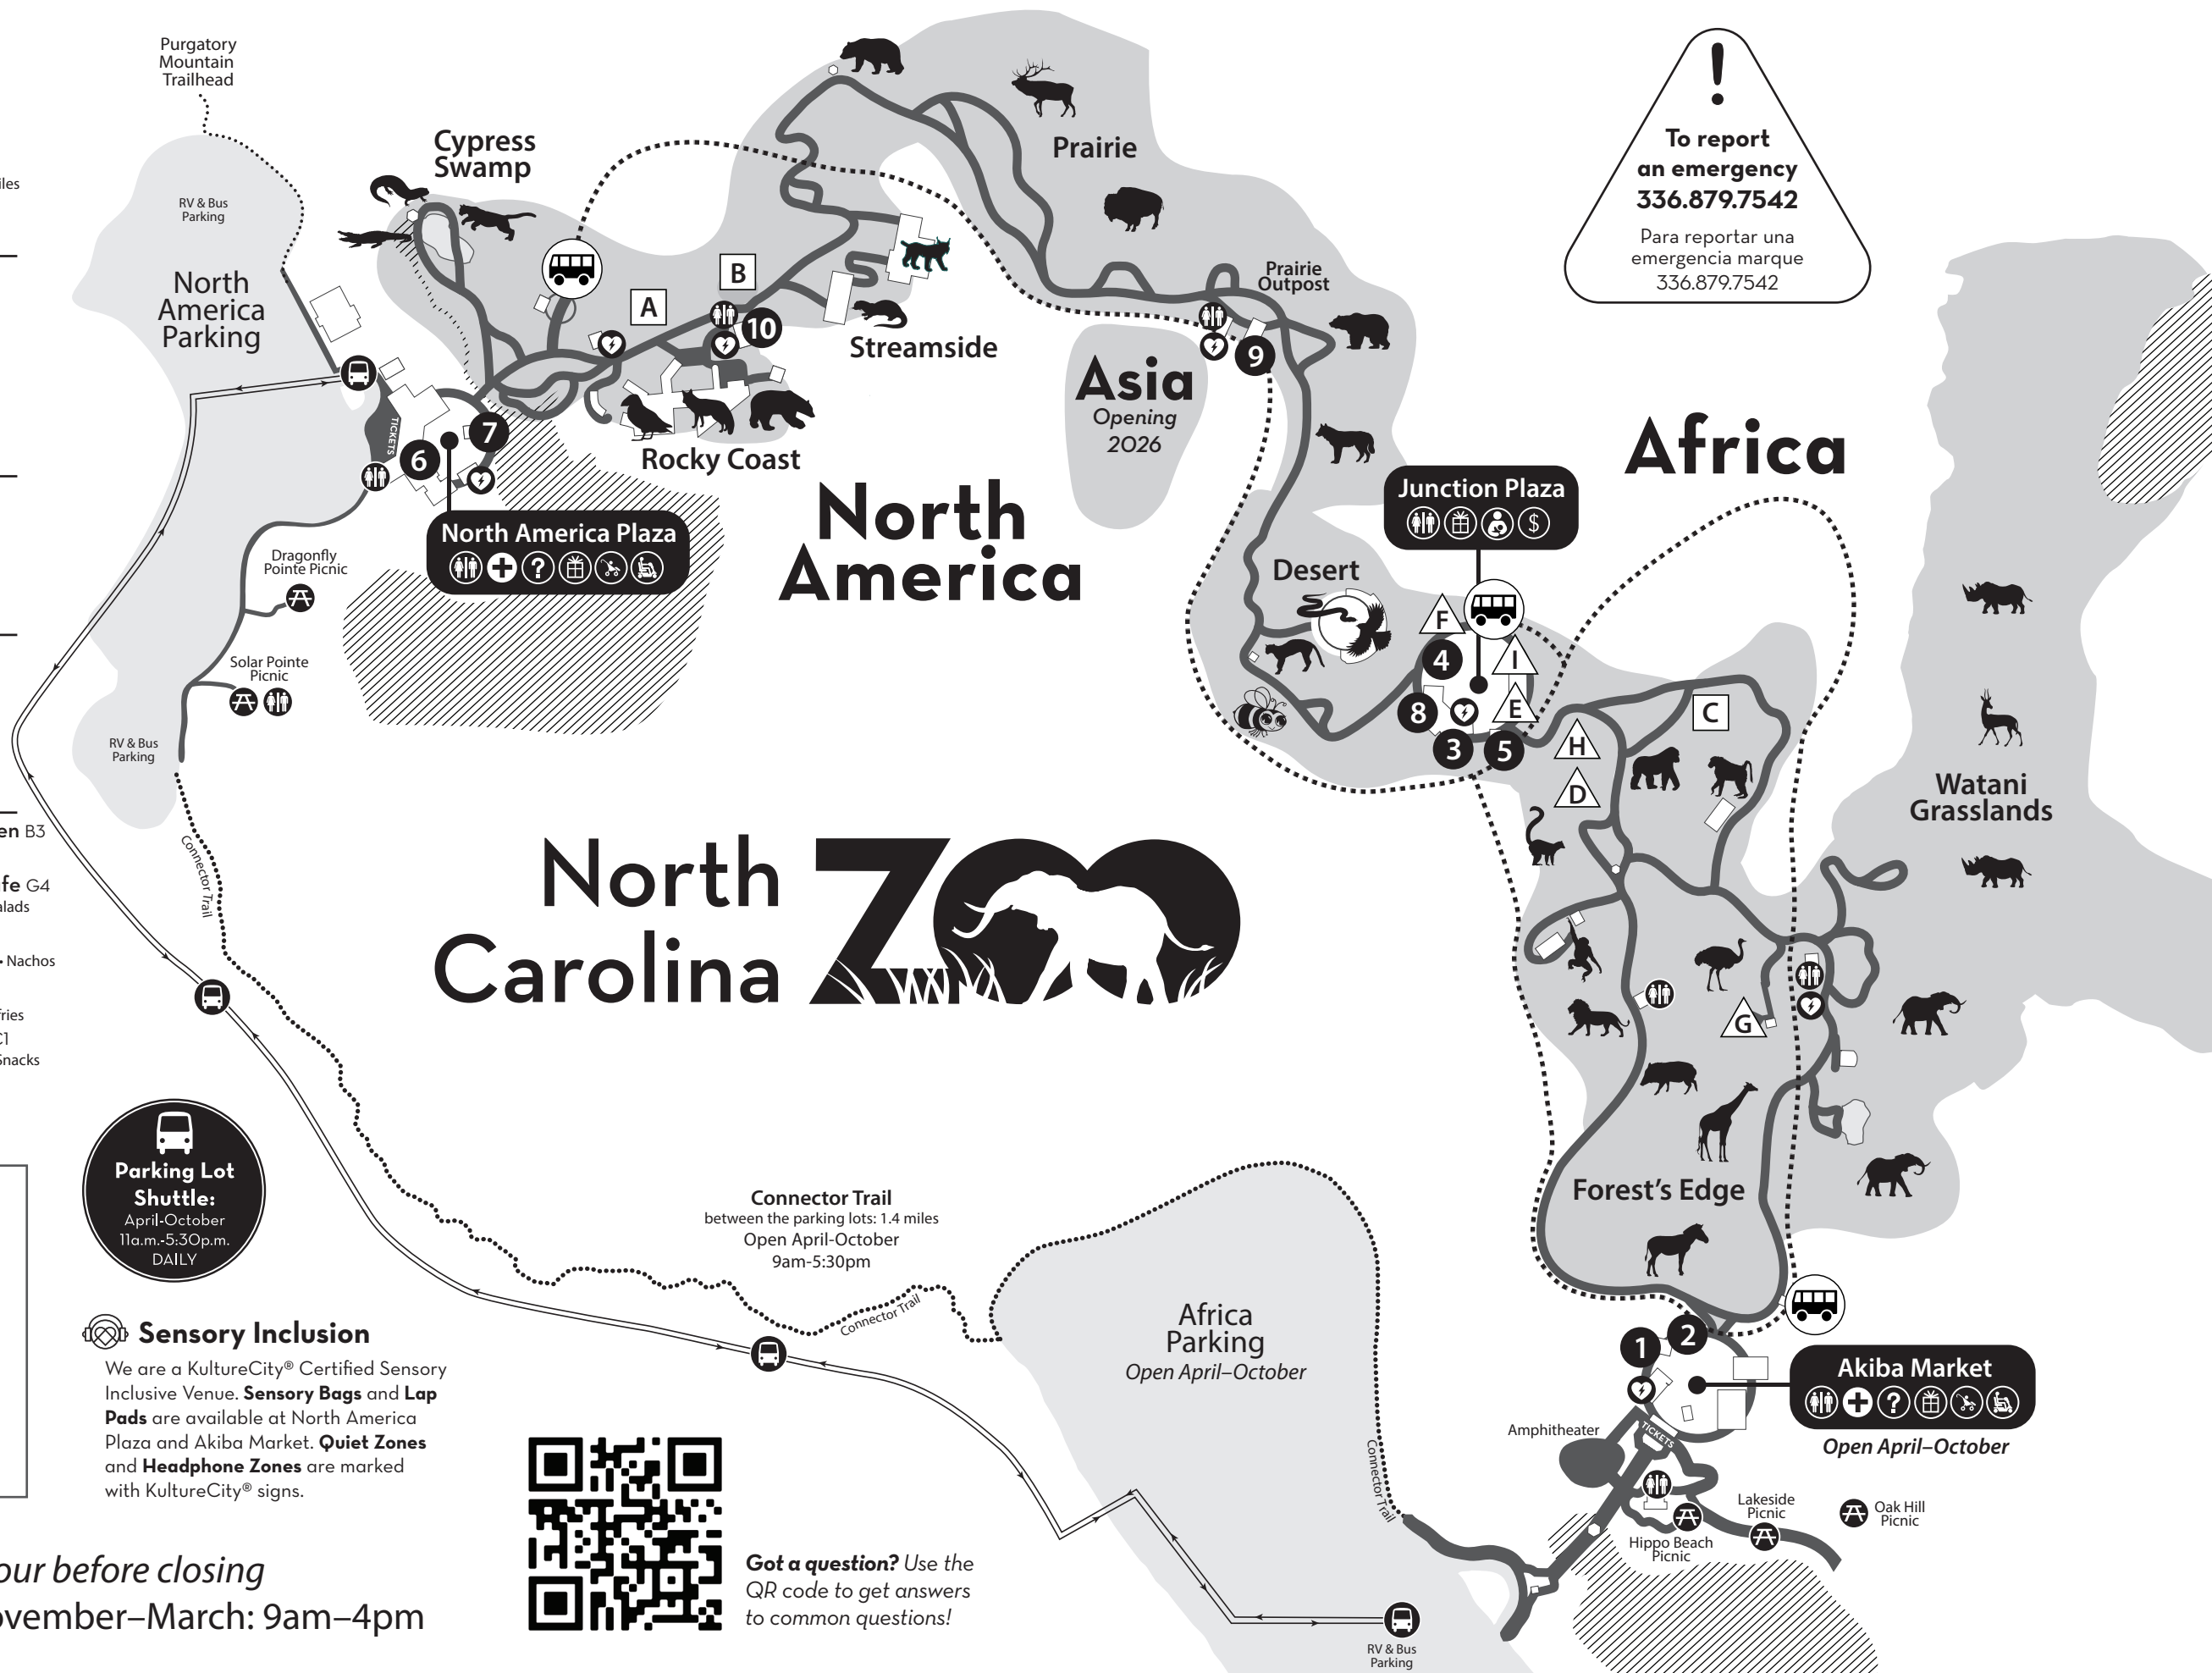 Purgatory
Mountain
Trailhead
iles
RV & Bus
Parking
North
America
Parking
Cypress
Swamp
A
B
10
Streamside
Rocky Coast
TICKETS
6
7
North America Plaza
?
Dragonfly
Pointe Picnic
Solar Pointe
Picnic
RV & Bus
Parking
Connector Trail
North
America
Prairie
Prairie
Outpost
9
Asia
Opening
2026
!
To report
an emergency
336.879.7542
Para reportar una
emergencia marque
336.879.7542
Africa
Junction Plaza
$
Desert
F
4
I
8
E
3
5
H
D
C
G
Watani
Grasslands
Forest's Edge
North
Carolina
ZOO
en B3
ife G4
alads
• Nachos
fries
C1
Snacks
Parking Lot
Shuttle:
April-October
11a.m.-5:30p.m.
DAILY
Sensory Inclusion
We are a KultureCity® Certified Sensory
Inclusive Venue. Sensory Bags and Lap
Pads are available at North America
Plaza and Akiba Market. Quiet Zones
and Headphone Zones are marked
with KultureCity® signs.
our before closing
ovember–March: 9am–4pm
Connector Trail
between the parking lots: 1.4 miles
Open April-October
9am-5:30pm
Connector Trail
Got a question? Use the
QR code to get answers
to common questions!
Africa
Parking
Open April–October
Connector Trail
RV & Bus
Parking
1
2
Akiba Market
?
Open April–October
Amphitheater
TICKETS
Hippo Beach
Picnic
Lakeside
Picnic
Oak Hill
Picnic